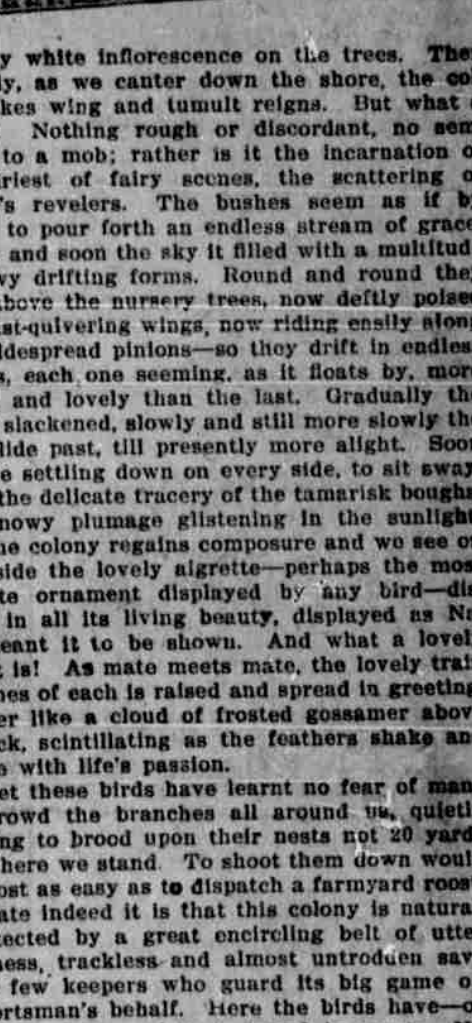 y white inflorescence on the trees. The
ly, as we canter down the shore, the co
kes wing and tumult reigns. But what
Nothing rough or discordant, no sem
to a mob; rather is it the incarnation o
iriest of fairy scenes, the scattering o
's revelers. The bushes seem as if b
to pour forth an endless stream of grace
and soon the sky it filled with a multitud
wy drifting forms. Round and round the
above the nursery trees, now deftly poise
st-quivering wings, now riding easily along
idespread pinions—so they drift in endles
s, each one seeming, as it floats by, more
and lovely than the last. Gradually th
slackened, slowly and still more slowly th
lide past, till presently more alight. Soon
e settling down on every side, to sit sway
the delicate tracery of the tamarisk boughs
nowy plumage glistening in the sunlight
he colony regains composure and we see o
side the lovely aigrette—perhaps the mos
te ornament displayed by any bird—dis
in all its living beauty, displayed as Na
eant it to be shown. And what a lovel
t is! As mate meets mate, the lovely trai
nes of each is raised and spread in greeting
er like a cloud of frosted gossamer abov
ck, scintillating as the feathers shake an
e with life's passion.
et these birds have learnt no fear of man
rowd the branches all around us, quietl
ng to brood upon their nests not 20 yard
here we stand. To shoot them down woul
ost as easy as to dispatch a farmyard roos
ate indeed it is that this colony is natura
tected by a great encircling belt of utte
ness, trackless and almost untrodden sav
few keepers who guard its big game o
ortsman's behalf. Here the birds have—